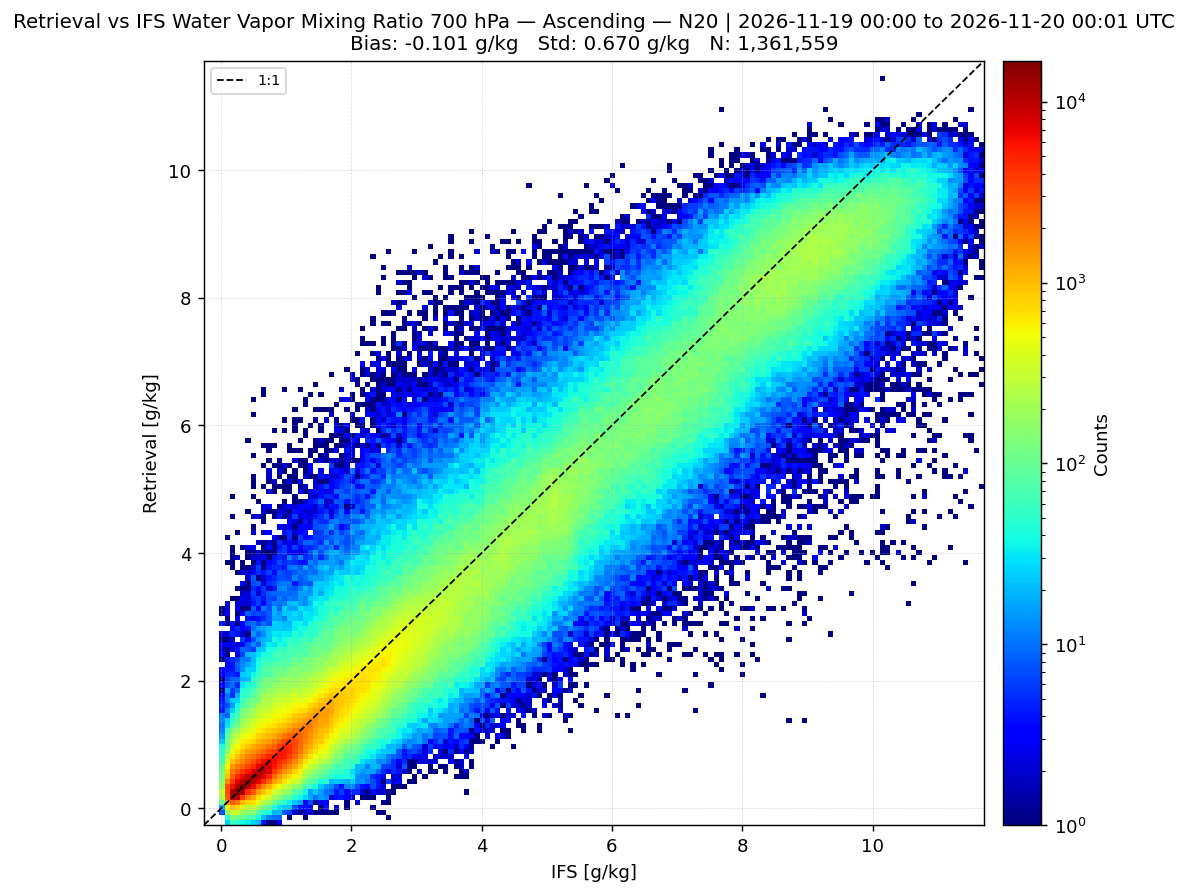 Retrieval vs IFS Water Vapor Mixing Ratio 700 hPa — Ascending — N20 | 2026-11-19 00:00 to 2026-11-20 00:01 UTC
Bias: -0.101 g/kg   Std: 0.670 g/kg   N: 1,361,559
1:1
Retrieval [g/kg]
10
8
6
4
2
0
0 2 4 6 8 10
IFS [g/kg]
10⁴
10³
10²
10¹
10⁰
Counts